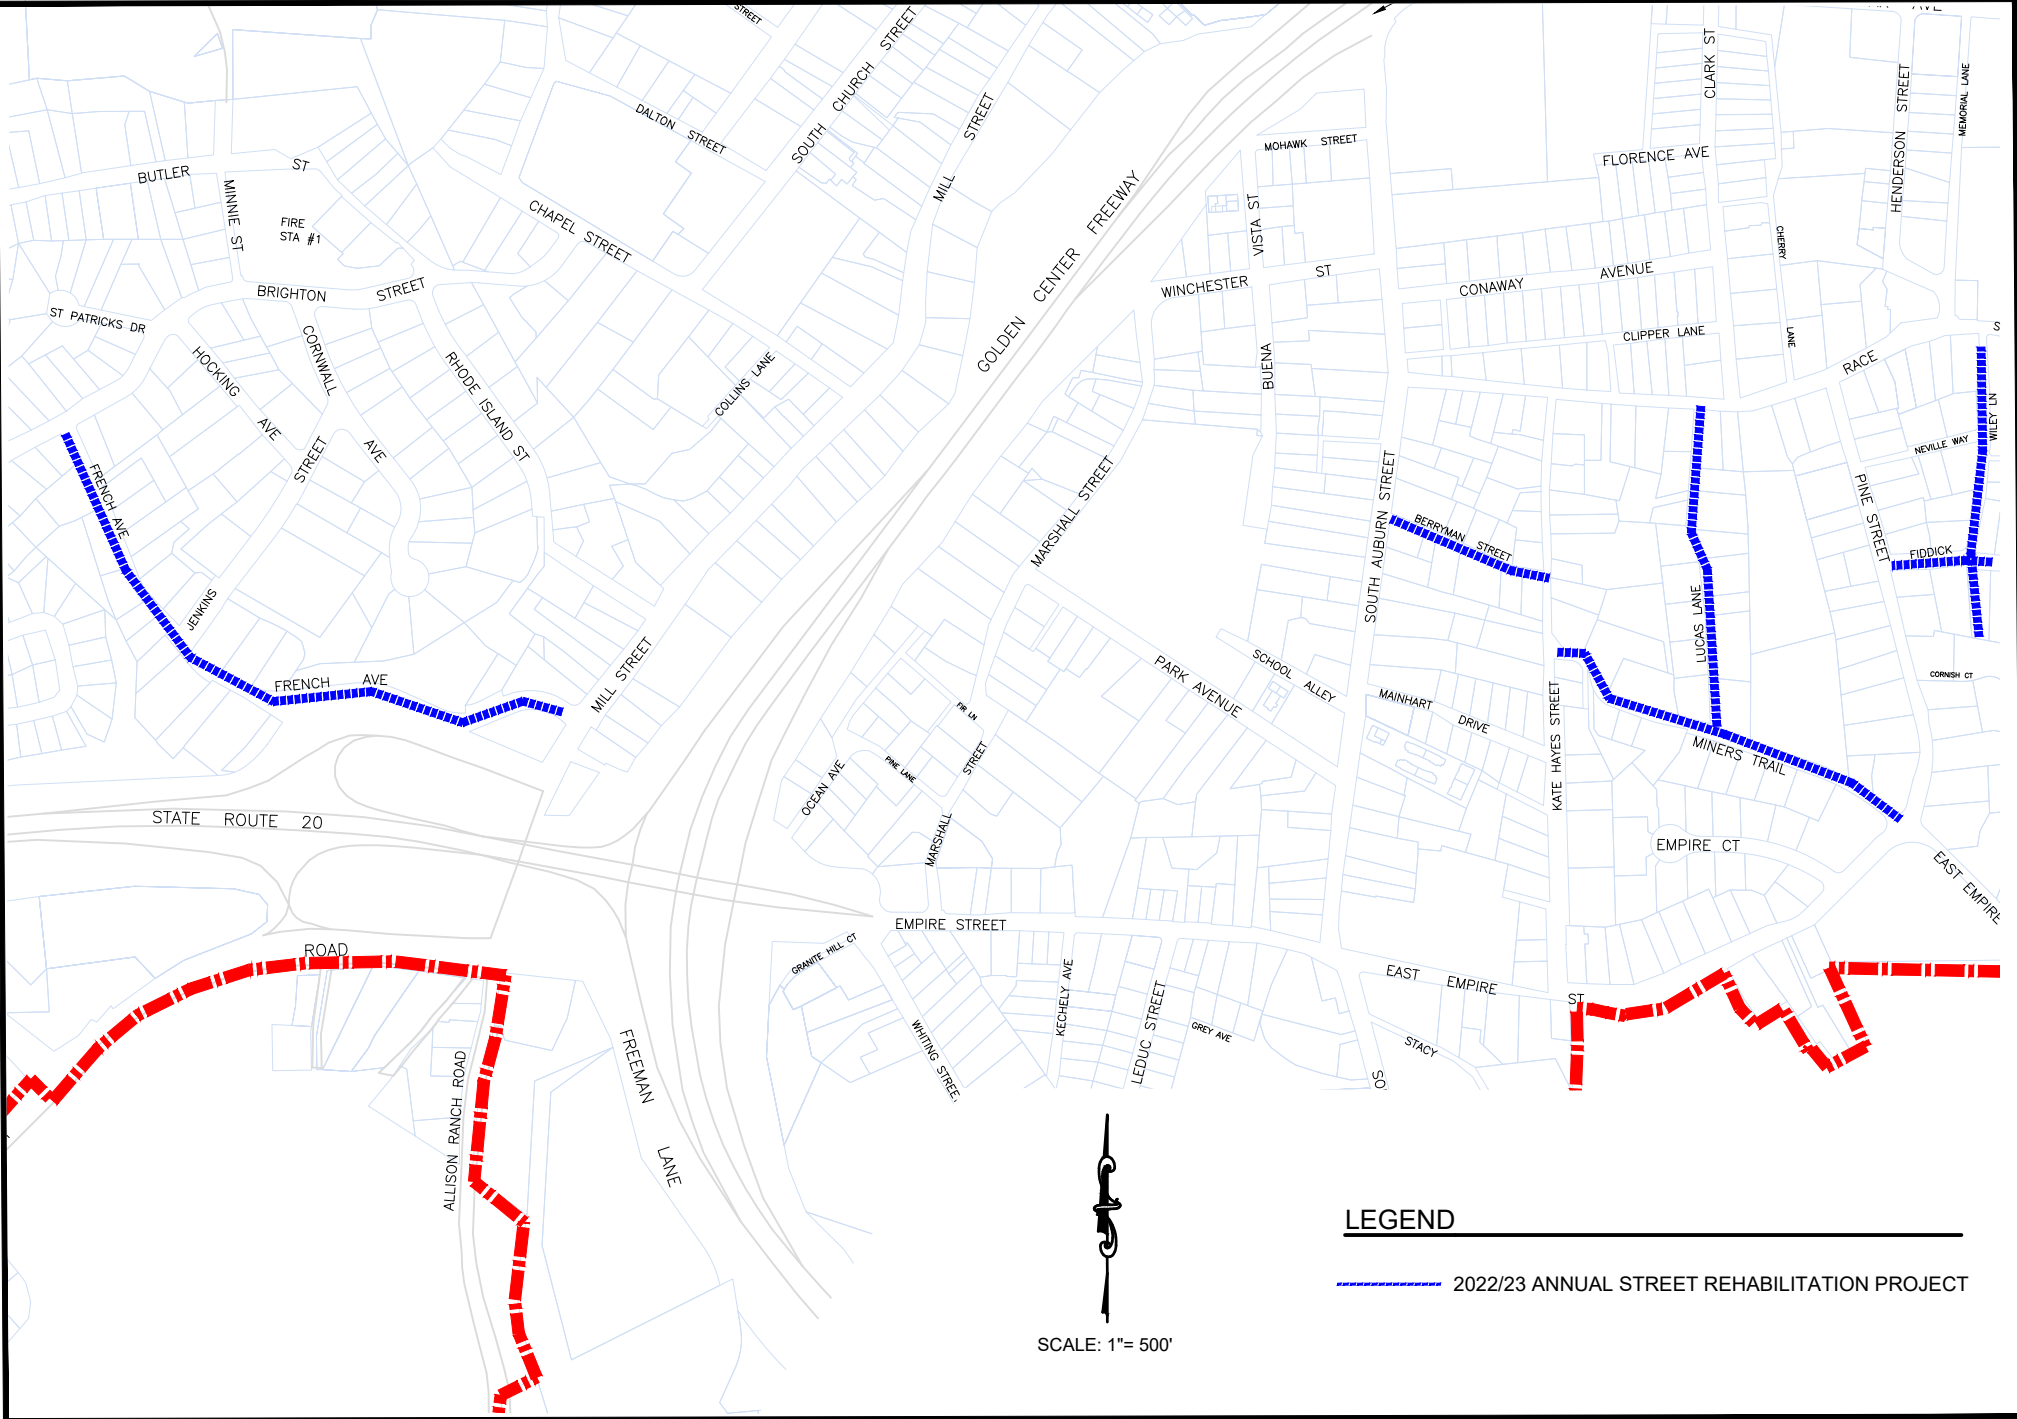 STREET
SOUTH CHURCH STREET
DALTON STREET
MILL STREET
MOHAWK STREET
CLARK ST
FLORENCE AVE
HENDERSON STREET
MEMORIAL LANE
BUTLER ST
MINNIE ST
FIRE
STA #1
CHAPEL STREET
GOLDEN CENTER FREEWAY
VISTA ST
BUENA
WINCHESTER ST
CONAWAY AVENUE
CHERRY
LANE
CLIPPER LANE
RACE
S
BRIGHTON STREET
ST PATRICKS DR
HOCKING AVE
CORNWALL AVE
RHODE ISLAND ST
COLLINS LANE
STREET
JENKINS
FRENCH AVE
FRENCH AVE
MILL STREET
MARSHALL STREET
SOUTH AUBURN STREET
BERRYMAN STREET
LUCAS LANE
PINE STREET
NEVILLE WAY
WILEY LN
FIDDICK
CORNISH CT
PARK AVENUE
SCHOOL ALLEY
MAINHART DRIVE
KATE HAYES STREET
MINERS TRAIL
FIR LN
PINE LANE
OCEAN AVE
MARSHALL STREET
STATE ROUTE 20
EMPIRE CT
EAST EMPIRE
EMPIRE STREET
GRANITE HILL CT
ROAD
KECHELY AVE
LEDUC STREET
GREY AVE
WHITING STREE
EAST EMPIRE ST
STACY
SO
FREEMAN LANE
ALLISON RANCH ROAD
LEGEND
2022/23 ANNUAL STREET REHABILITATION PROJECT
SCALE: 1"= 500'